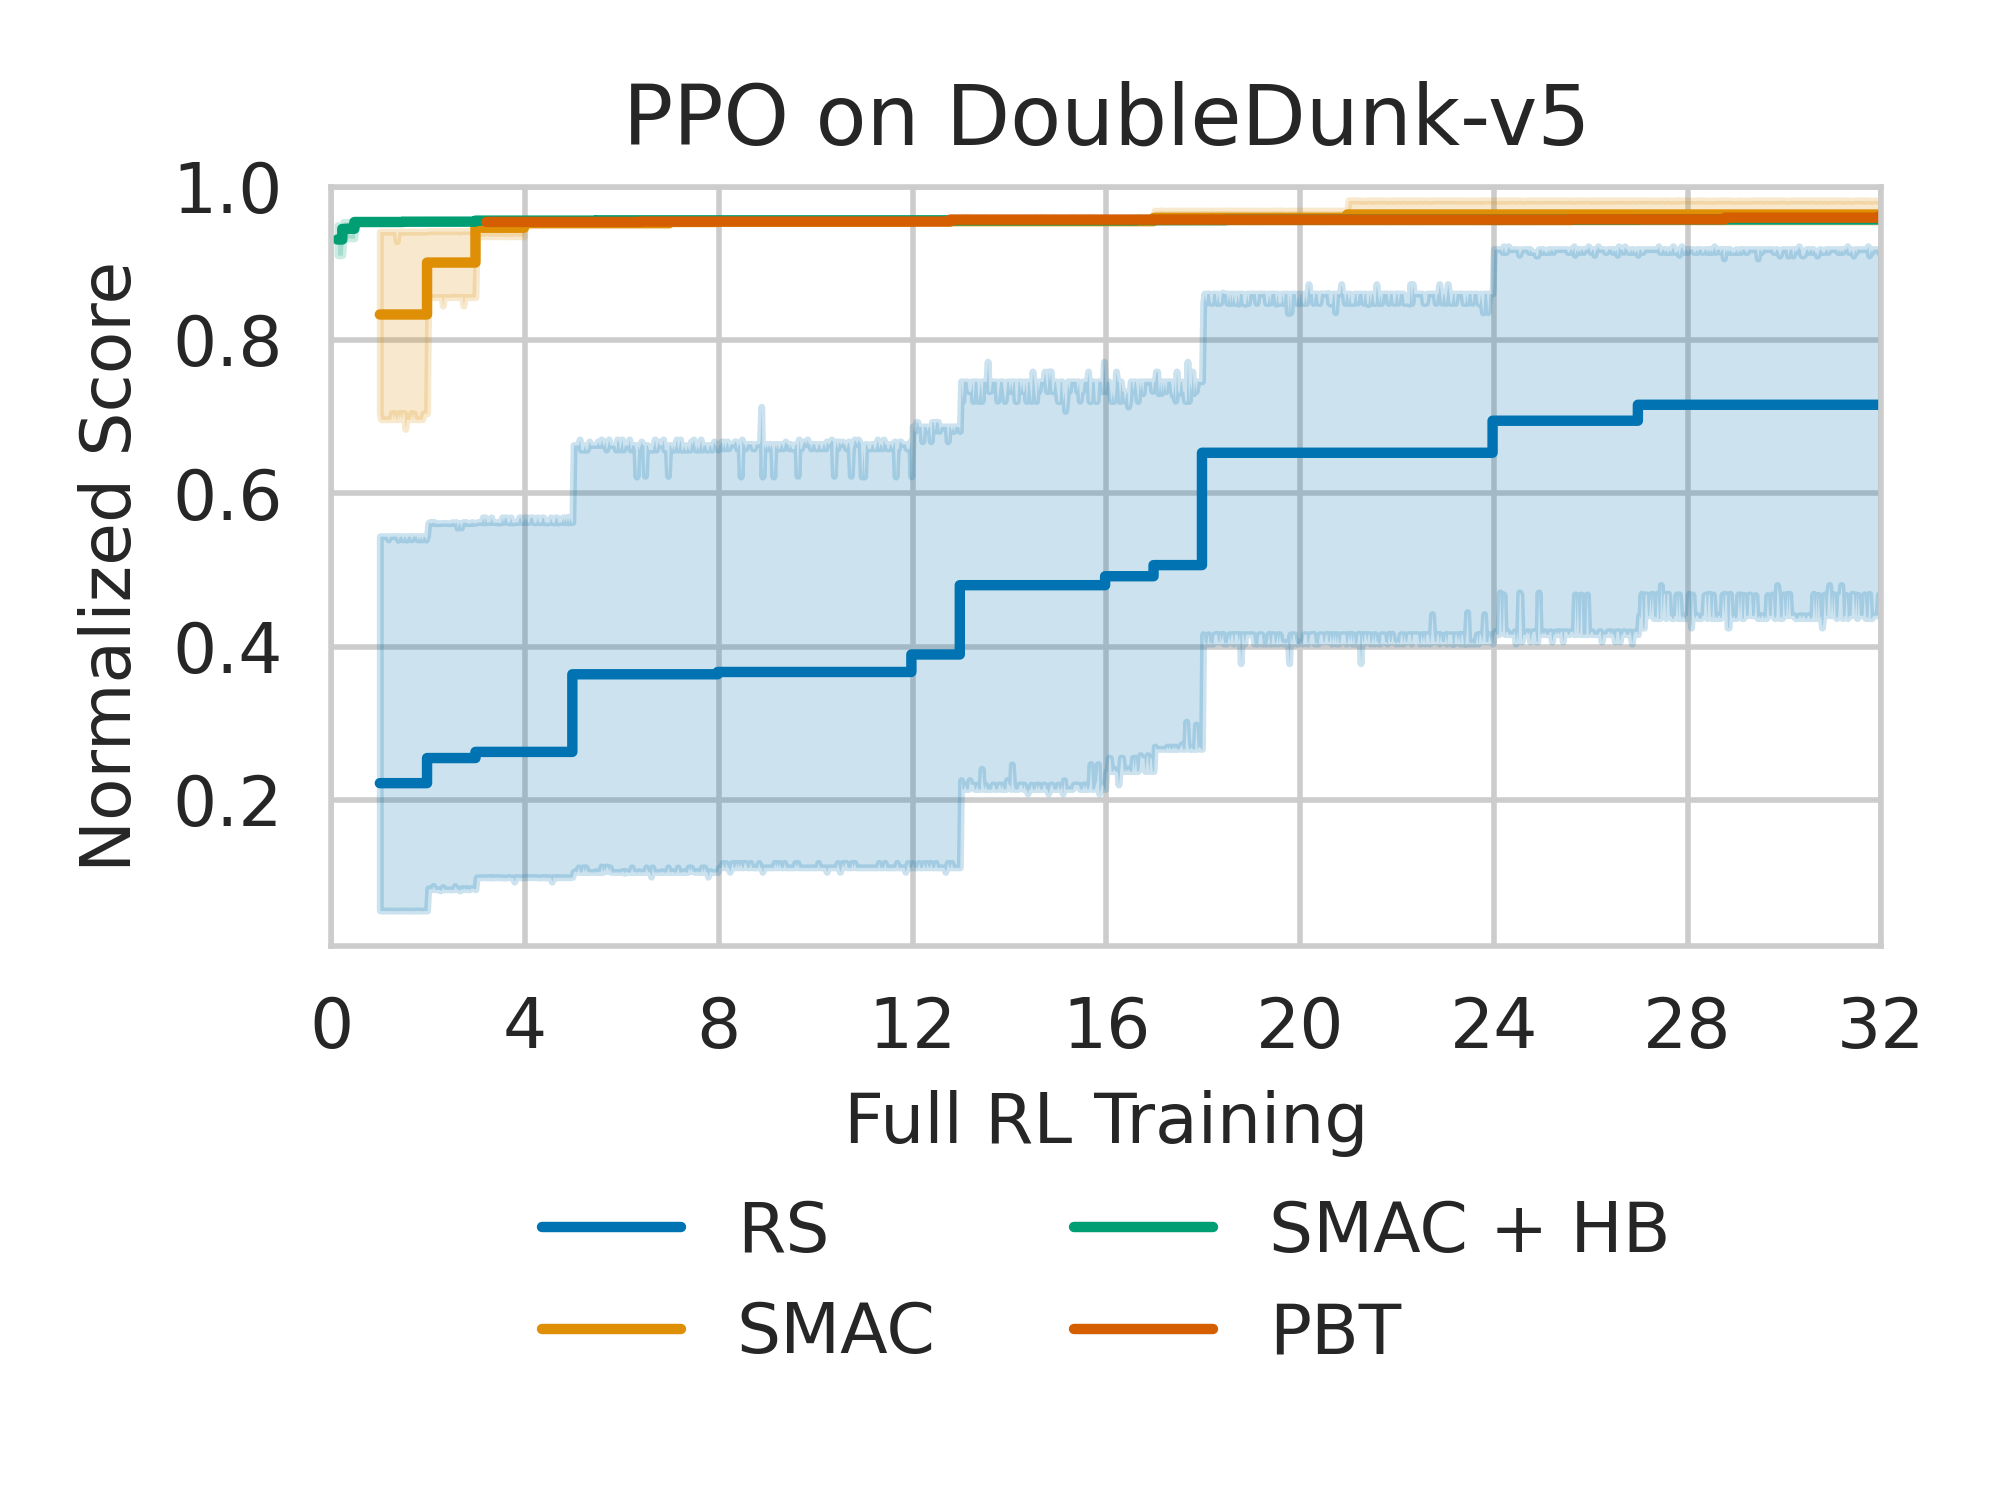 PPO on DoubleDunk-v5
Normalized Score
1.0
0.8
0.6
0.4
0.2
0 4 8 12 16 20 24 28 32
Full RL Training
RS SMAC + HB
SMAC PBT